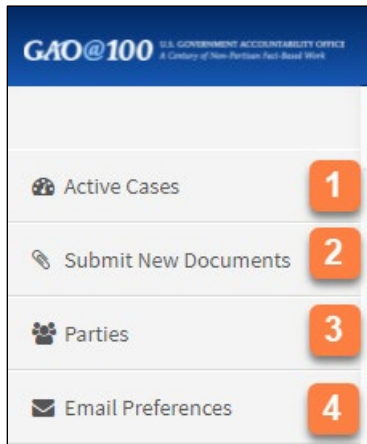 GAO@100 U.S. GOVERNMENT ACCOUNTABILITY OFFICE
A Century of Non-Partisan Fact-Based Work
Active Cases 1
Submit New Documents 2
Parties 3
Email Preferences 4